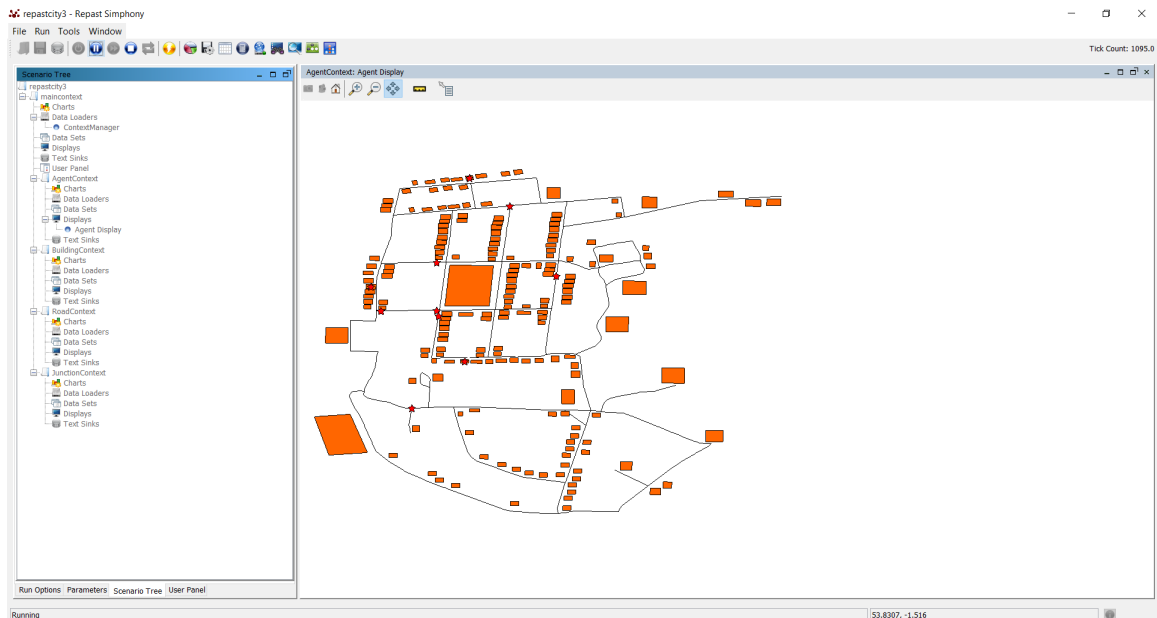 repastcity3 - Repast Simphony
File Run Tools Window
Tick Count: 1095.0
Scenario Tree
repastcity3
maincontext
Charts
Data Loaders
ContextManager
Data Sets
Displays
Text Sinks
User Panel
AgentContext
Charts
Data Loaders
Data Sets
Displays
Agent Display
Text Sinks
BuildingContext
Charts
Data Loaders
Data Sets
Displays
Text Sinks
RoadContext
Charts
Data Loaders
Data Sets
Displays
Text Sinks
JunctionContext
Charts
Data Loaders
Data Sets
Displays
Text Sinks
Run Options Parameters Scenario Tree User Panel
AgentContext: Agent Display
Running
53.8307, -1.516